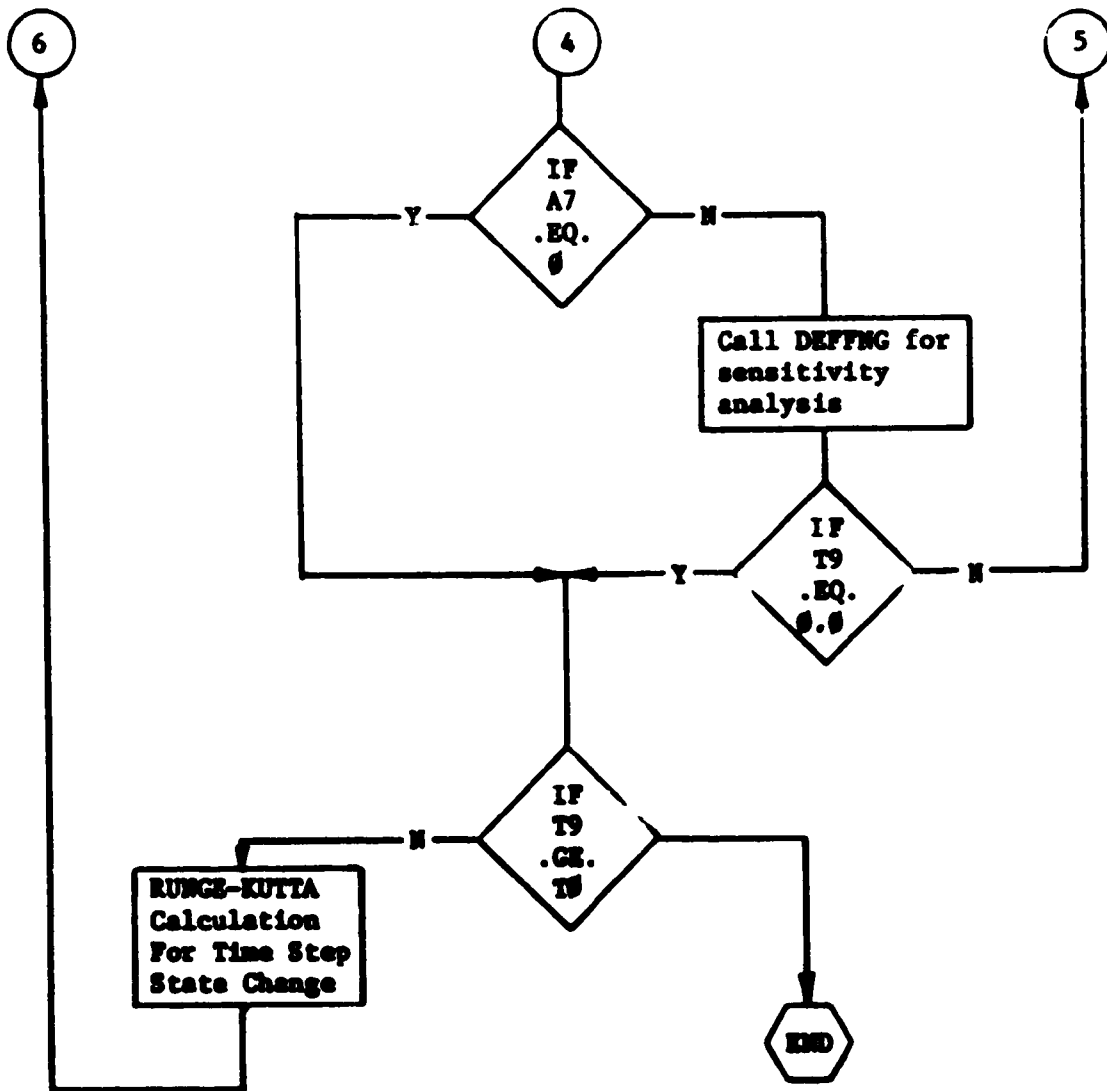 6
4
5
IF
A7
.EQ.
Ø
Y
N
Call DEFFNG for
sensitivity
analysis
IF
T9
.EQ.
Ø.Ø
Y
N
IF
T9
.GE.
TØ
N
RUNGE-KUTTA
Calculation
For Time Step
State Change
END